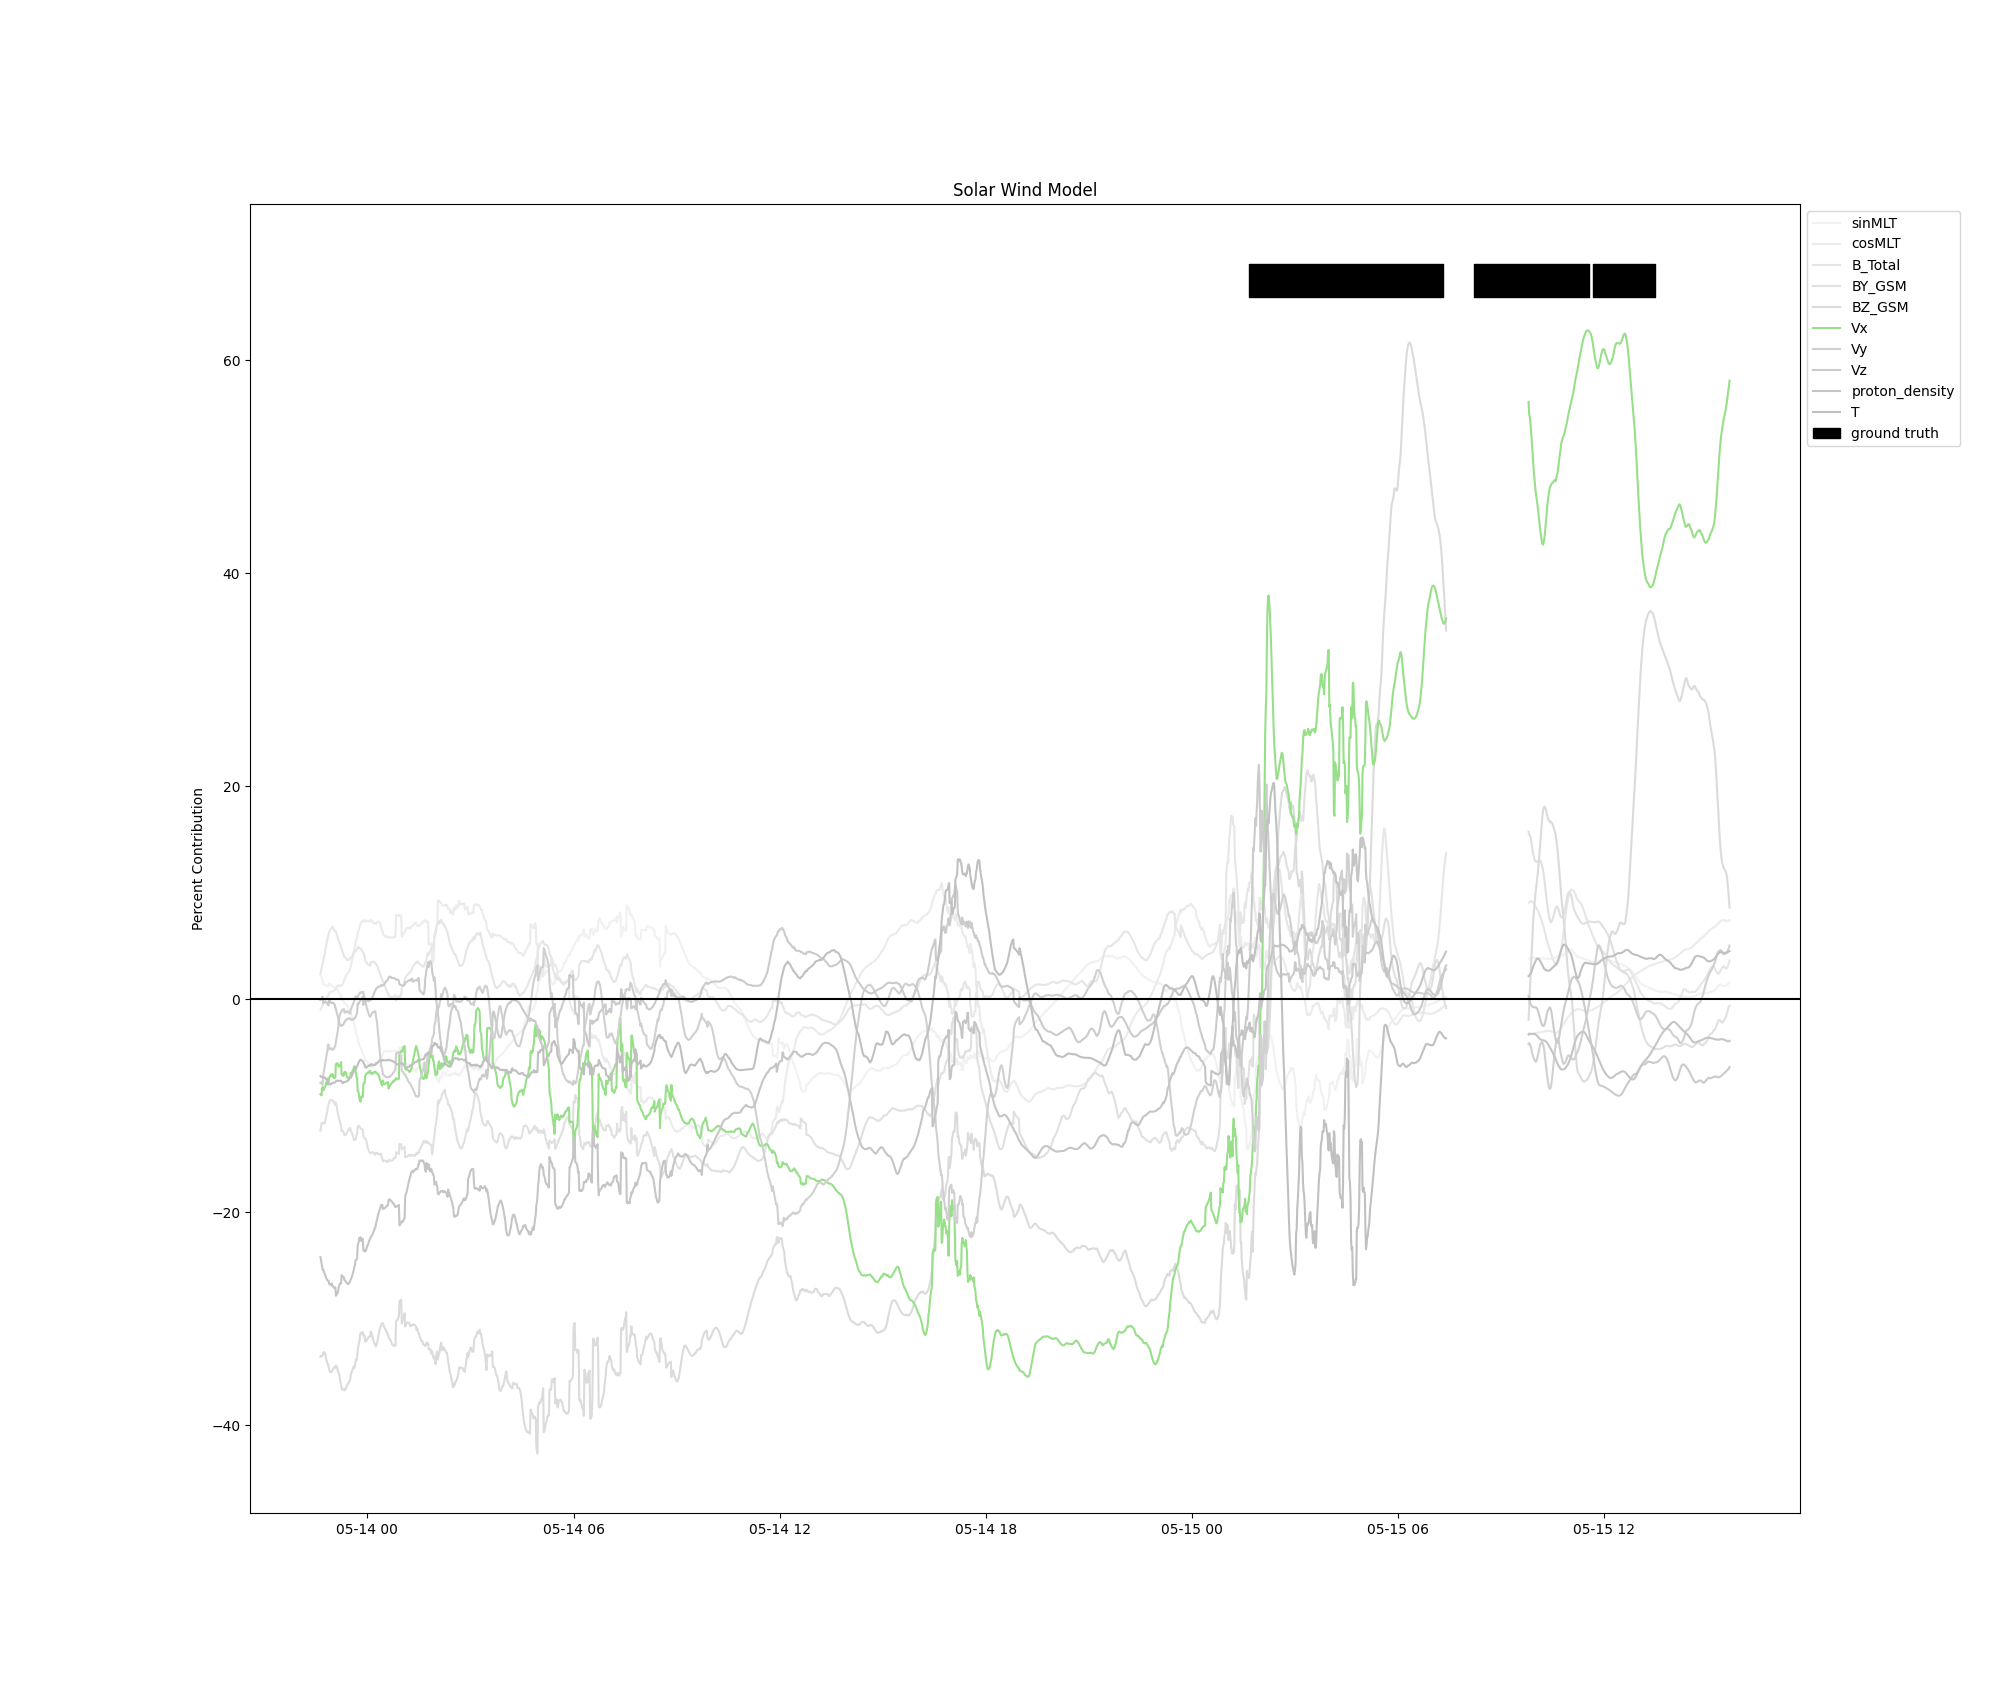 Solar Wind Model
sinMLT
cosMLT
B_Total
BY_GSM
BZ_GSM
Vx
Vy
Vz
proton_density
T
ground truth
Percent Contribution
60
40
20
0
−20
−40
05-14 00
05-14 06
05-14 12
05-14 18
05-15 00
05-15 06
05-15 12